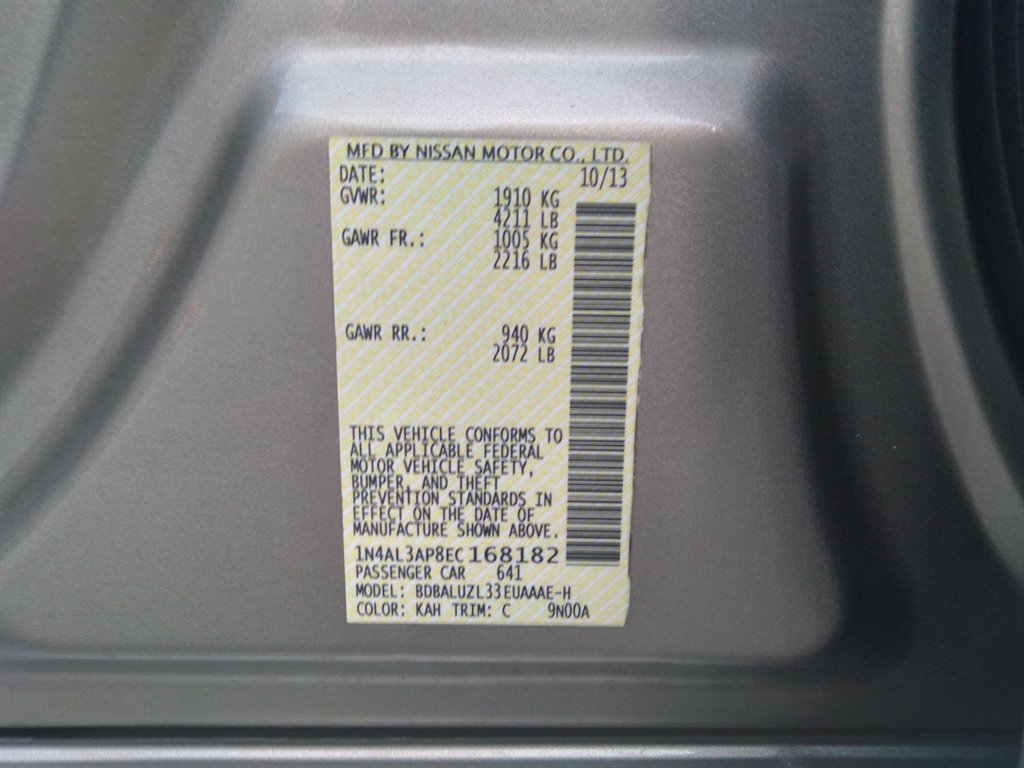 MFD BY NISSAN MOTOR CO., LTD.
DATE: 10/13
GVWR: 1910 KG
4211 LB
GAWR FR.: 1005 KG
2216 LB
GAWR RR.: 940 KG
2072 LB
THIS VEHICLE CONFORMS TO
ALL APPLICABLE FEDERAL
MOTOR VEHICLE SAFETY,
BUMPER, AND THEFT
PREVENTION STANDARDS IN
EFFECT ON THE DATE OF
MANUFACTURE SHOWN ABOVE.
1N4AL3AP8EC168182
PASSENGER CAR 641
MODEL: BDBALUZL33EUAAAE-H
COLOR: KAH TRIM: C 9N00A